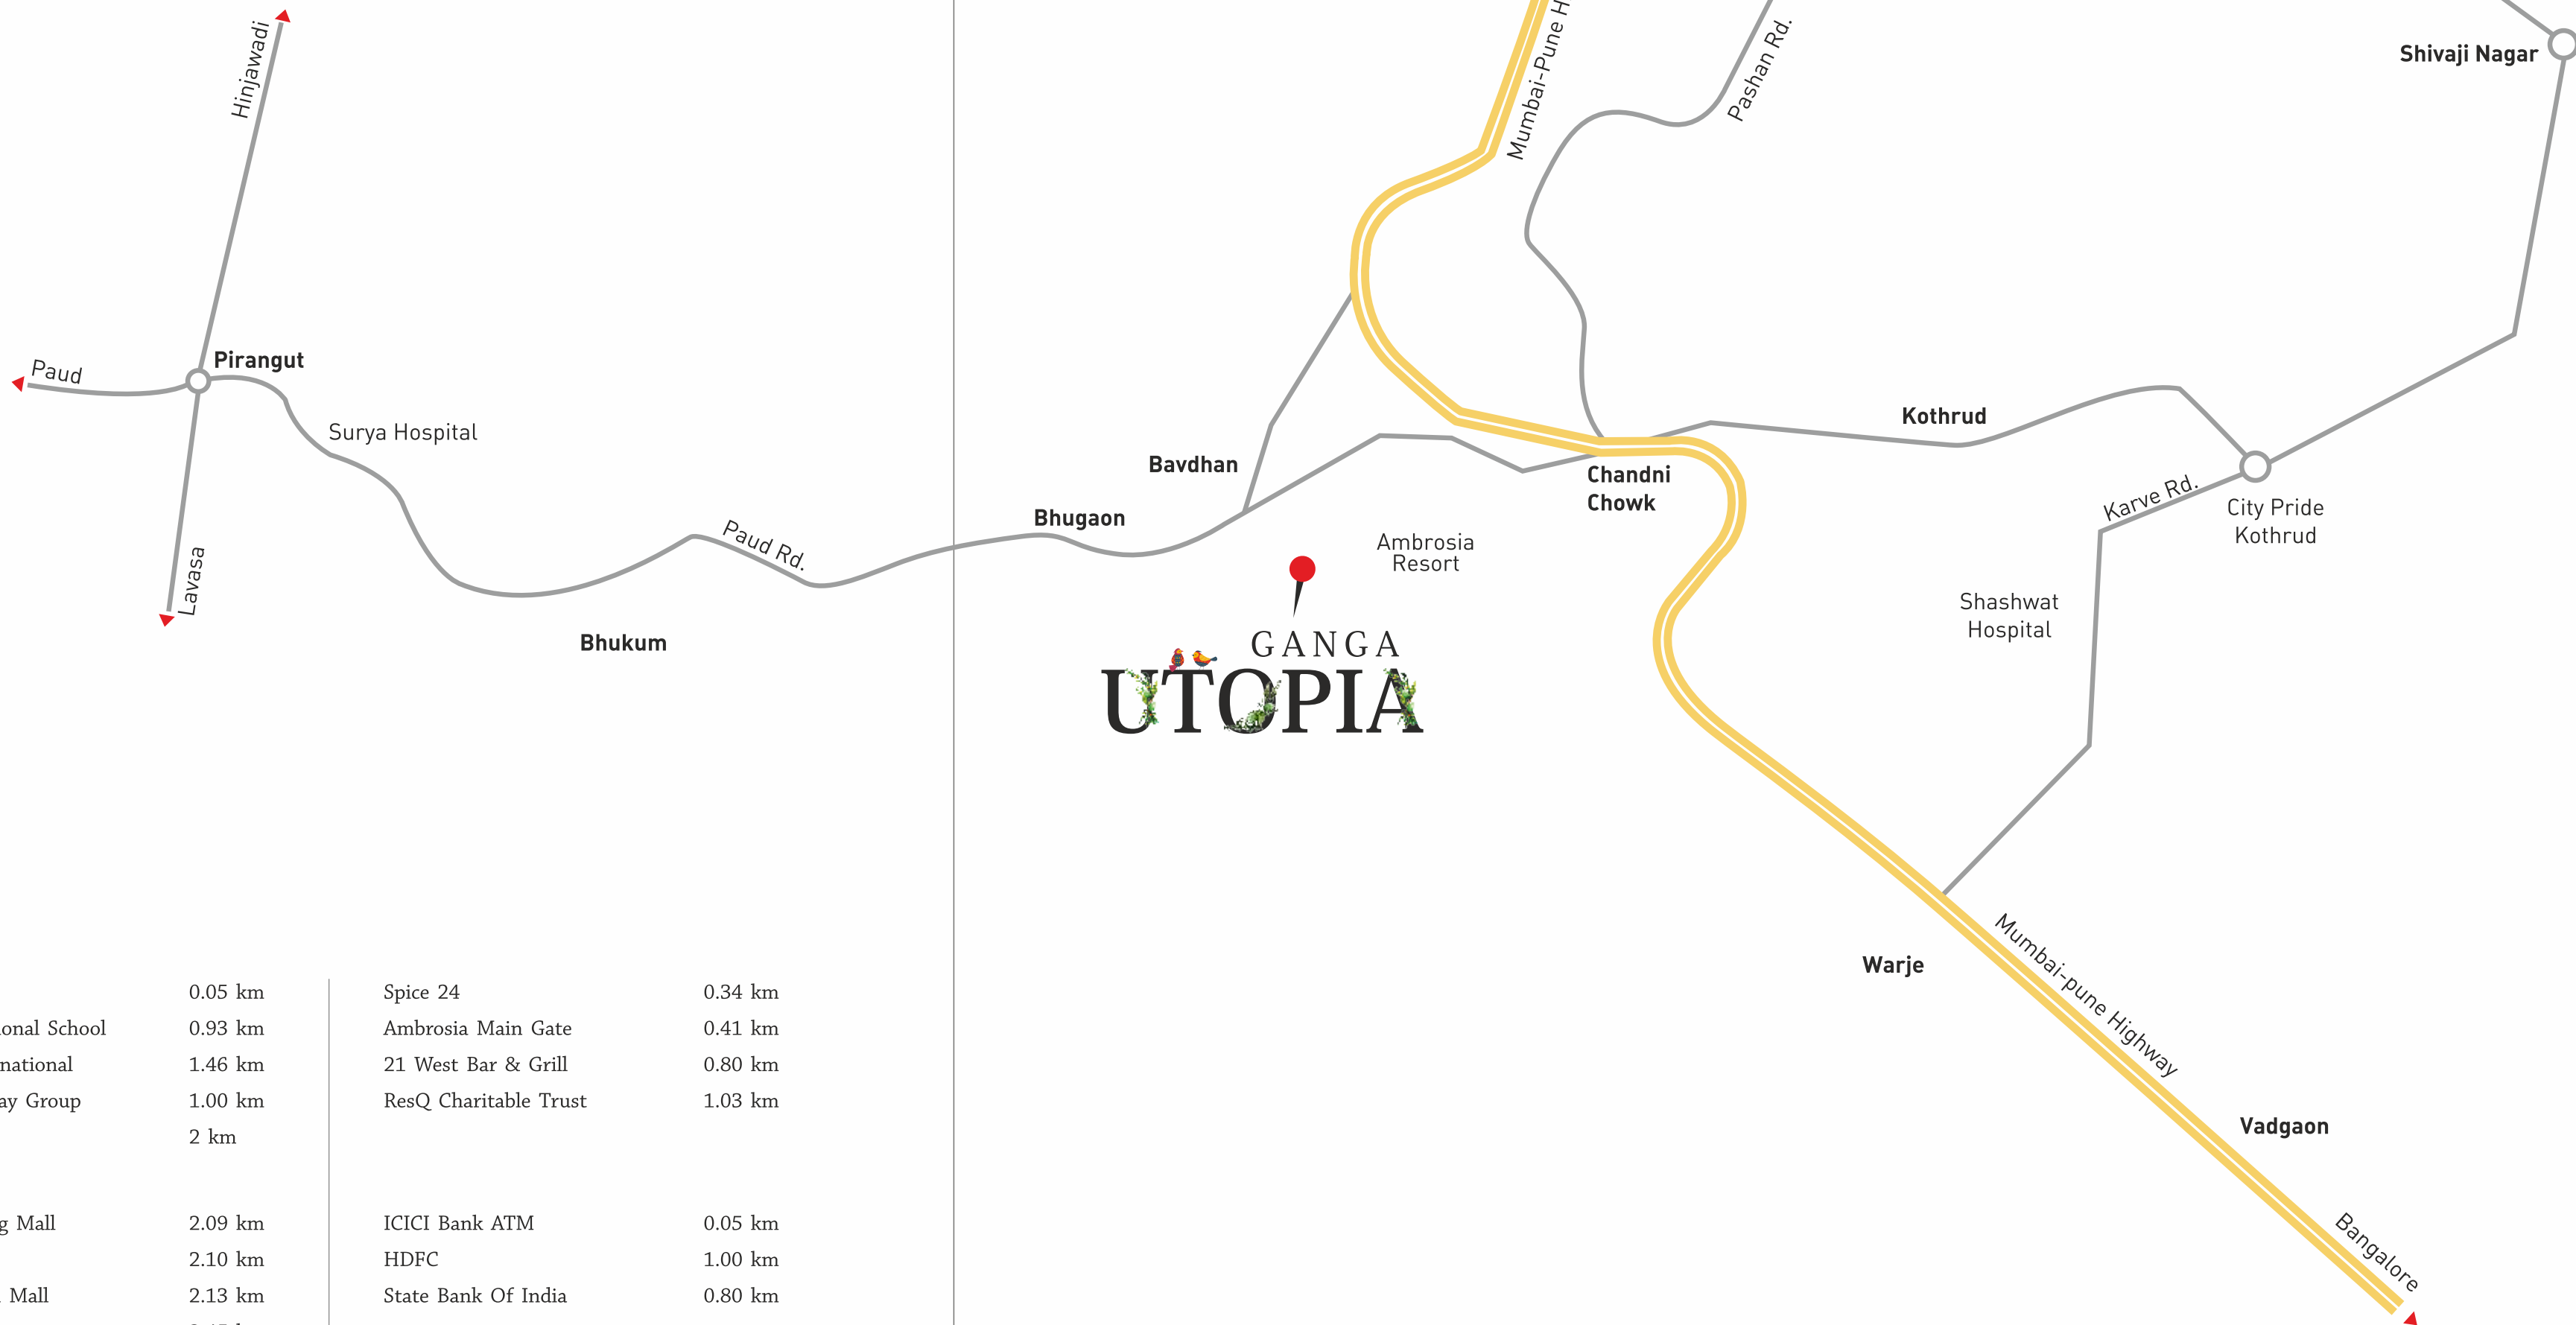 Hinjawadi
Mumbai-Pune H
Pashan Rd.
Shivaji Nagar
Paud
Pirangut
Surya Hospital
Lavasa
Paud Rd.
Bhukum
Bavdhan
Bhugaon
Chandni
Chowk
Kothrud
Karve Rd.
City Pride
Kothrud
Ambrosia
Resort
Shashwat
Hospital
GANGA
UTOPIA
Warje
Mumbai-pune Highway
Vadgaon
Bangalore
0.05 km
onal School 0.93 km
national 1.46 km
ay Group 1.00 km
2 km
g Mall 2.09 km
2.10 km
Mall 2.13 km
Spice 24 0.34 km
Ambrosia Main Gate 0.41 km
21 West Bar & Grill 0.80 km
ResQ Charitable Trust 1.03 km
ICICI Bank ATM 0.05 km
HDFC 1.00 km
State Bank Of India 0.80 km